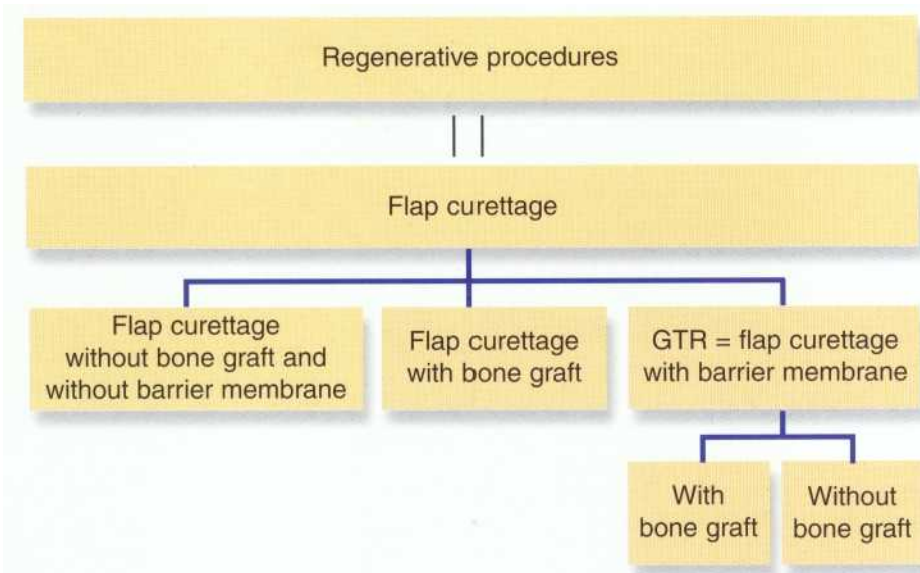 Regenerative procedures
Flap curettage
Flap curettage
without bone graft and
without barrier membrane
Flap curettage
with bone graft
GTR = flap curettage
with barrier membrane
With
bone graft
Without
bone graft